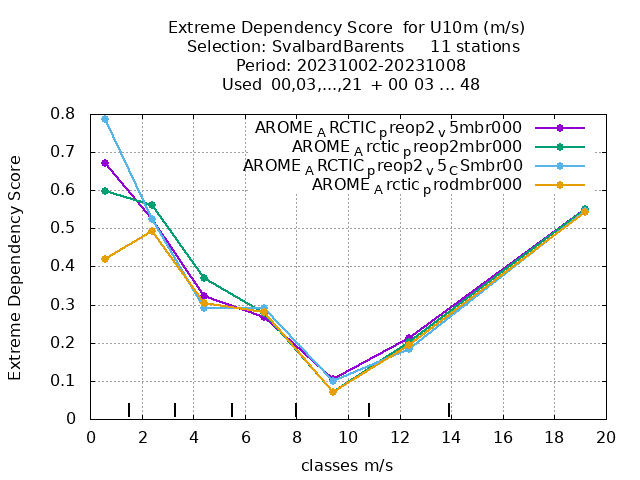 Extreme Dependency Score  for U10m (m/s)
Selection: SvalbardBarents     11 stations
Period: 20231002-20231008
Used  00,03,...,21  + 00 03 ... 48
AROME_ARCTIC_preop2_v5mbr000
AROME_Arctic_preop2mbr000
AROME_ARCTIC_preop2_v5_CSmbr00
AROME_Arctic_prodmbr000
Extreme Dependency Score
0.8
0.7
0.6
0.5
0.4
0.3
0.2
0.1
0
0 2 4 6 8 10 12 14 16 18 20
classes m/s